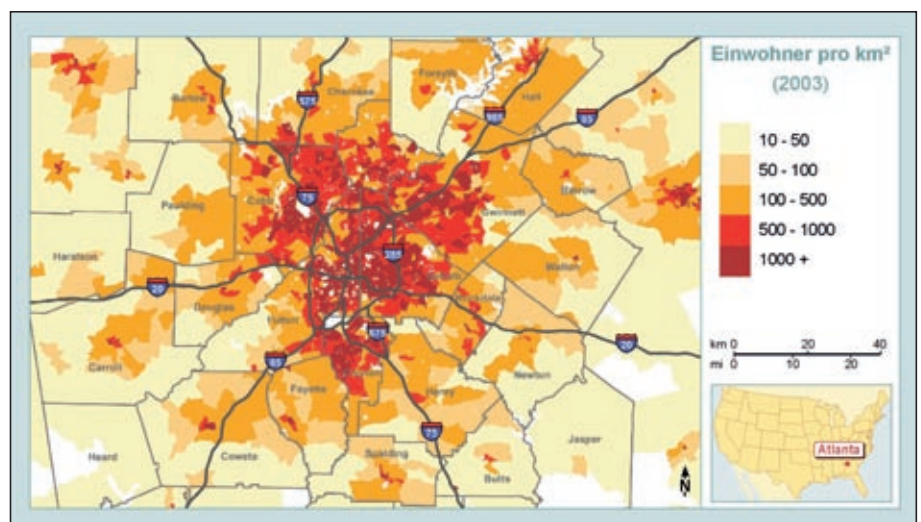 Einwohner pro km²
(2003)
10 - 50
50 - 100
100 - 500
500 - 1000
1000 +
km 0 20 40
mi 10 20
Atlanta
N
Bartow
Cherokee
Forsyth
Hall
575
985
85
Paulding
Cobb
75
Gwinnett
Barrow
Haralson
285
Walton
20
Douglas
Fulton
Rockdale
Carroll
85
675
20
Fayette
Henry
Newton
75
Heard
Coweta
Spalding
Butts
Jasper